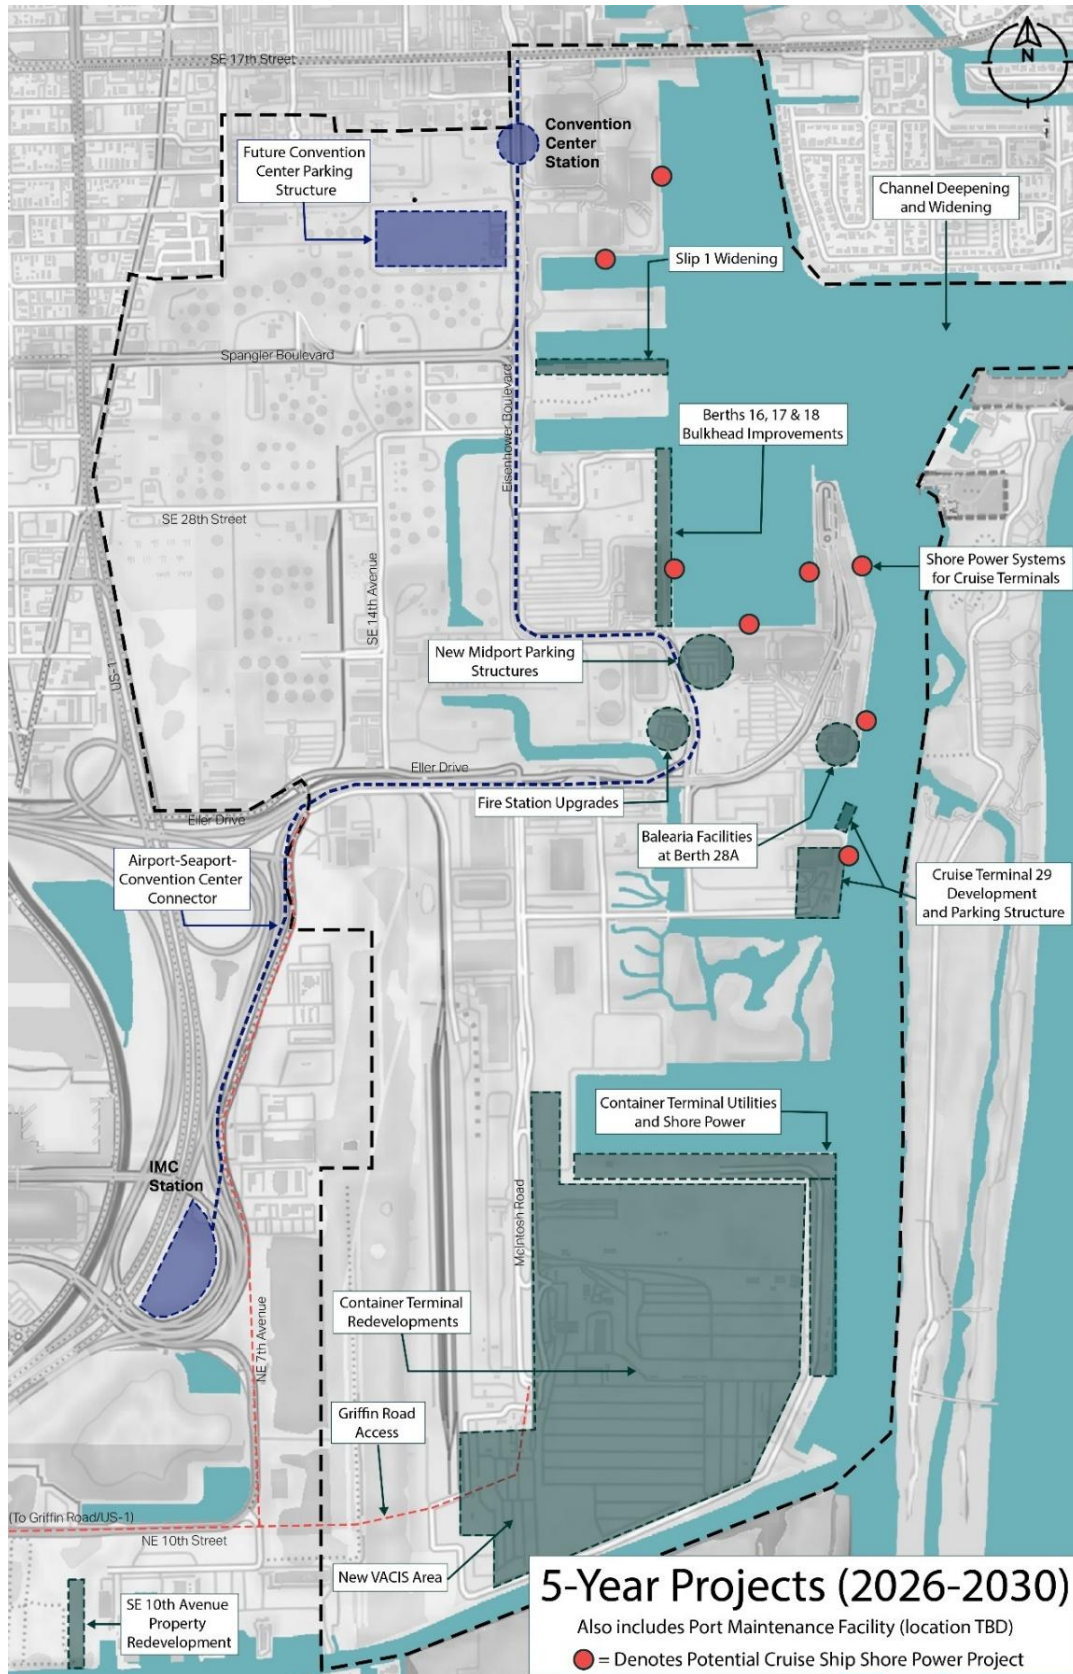 N
SE 17th Street
Convention
Center
Station
Future Convention
Center Parking
Structure
Channel Deepening
and Widening
Slip 1 Widening
Spangler Boulevard
Eisenhower Boulevard
Berths 16, 17 & 18
Bulkhead Improvements
SE 28th Street
SE 14th Avenue
Shore Power Systems
for Cruise Terminals
US-1
New Midport Parking
Structures
Eller Drive
Fire Station Upgrades
Eller Drive
Balearia Facilities
at Berth 28A
Airport-Seaport-
Convention Center
Connector
Cruise Terminal 29
Development
and Parking Structure
Container Terminal Utilities
and Shore Power
IMC
Station
McIntosh Road
Container Terminal
Redevelopments
NE 7th Avenue
Griffin Road
Access
(To Griffin Road/US-1)
NE 10th Street
New VACIS Area
SE 10th Avenue
Property
Redevelopment
5-Year Projects (2026-2030)
Also includes Port Maintenance Facility (location TBD)
= Denotes Potential Cruise Ship Shore Power Project